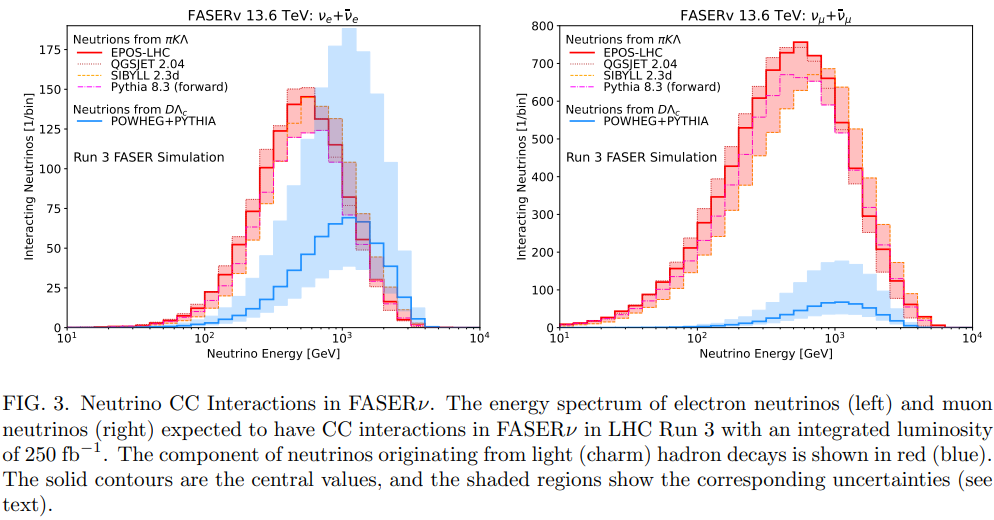 FASERν 13.6 TeV: νe+ν̄e
Neutrions from πKΛ
EPOS-LHC
QGSJET 2.04
SIBYLL 2.3d
Pythia 8.3 (forward)
Neutrios from DΛc
POWHEG+PYTHIA
Run 3 FASER Simulation
Interacting Neutrinos [1/bin]
175
150
125
100
75
50
25
0
10¹
10²
10³
10⁴
Neutrino Energy [GeV]
FASERν 13.6 TeV: νμ+ν̄μ
Neutrions from πKΛ
EPOS-LHC
QGSJET 2.04
SIBYLL 2.3d
Pythia 8.3 (forward)
Neutrios from DΛc
POWHEG+PYTHIA
Run 3 FASER Simulation
Interacting Neutrinos [1/bin]
800
700
600
500
400
300
200
100
0
10¹
10²
10³
10⁴
Neutrino Energy [GeV]
FIG. 3. Neutrino CC Interactions in FASERν. The energy spectrum of electron neutrinos (left) and muon
neutrinos (right) expected to have CC interactions in FASERν in LHC Run 3 with an integrated luminosity
of 250 fb⁻¹. The component of neutrinos originating from light (charm) hadron decays is shown in red (blue).
The solid contours are the central values, and the shaded regions show the corresponding uncertainties (see
text).